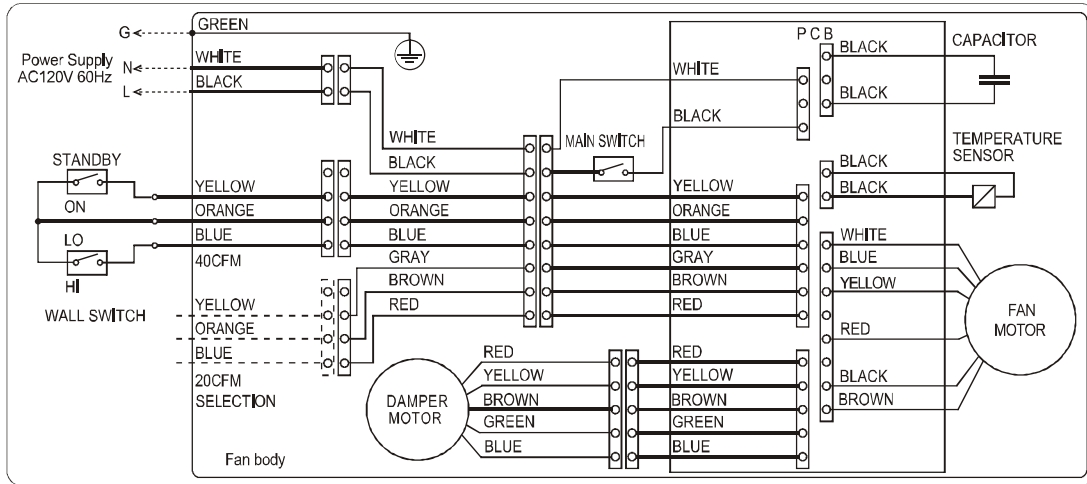 G
GREEN
Power Supply
AC120V 60Hz
N
WHITE
L
BLACK
STANDBY
ON
LO
HI
WALL SWITCH
YELLOW
ORANGE
BLUE
40CFM
YELLOW
ORANGE
BLUE
20CFM
SELECTION
WHITE
BLACK
YELLOW
ORANGE
BLUE
GRAY
BROWN
RED
MAIN SWITCH
WHITE
BLACK
YELLOW
ORANGE
BLUE
GRAY
BROWN
RED
DAMPER
MOTOR
RED
YELLOW
BROWN
GREEN
BLUE
RED
YELLOW
BROWN
GREEN
BLUE
PCB
BLACK
BLACK
CAPACITOR
BLACK
BLACK
TEMPERATURE
SENSOR
WHITE
BLUE
YELLOW
RED
BLACK
BROWN
FAN
MOTOR
Fan body